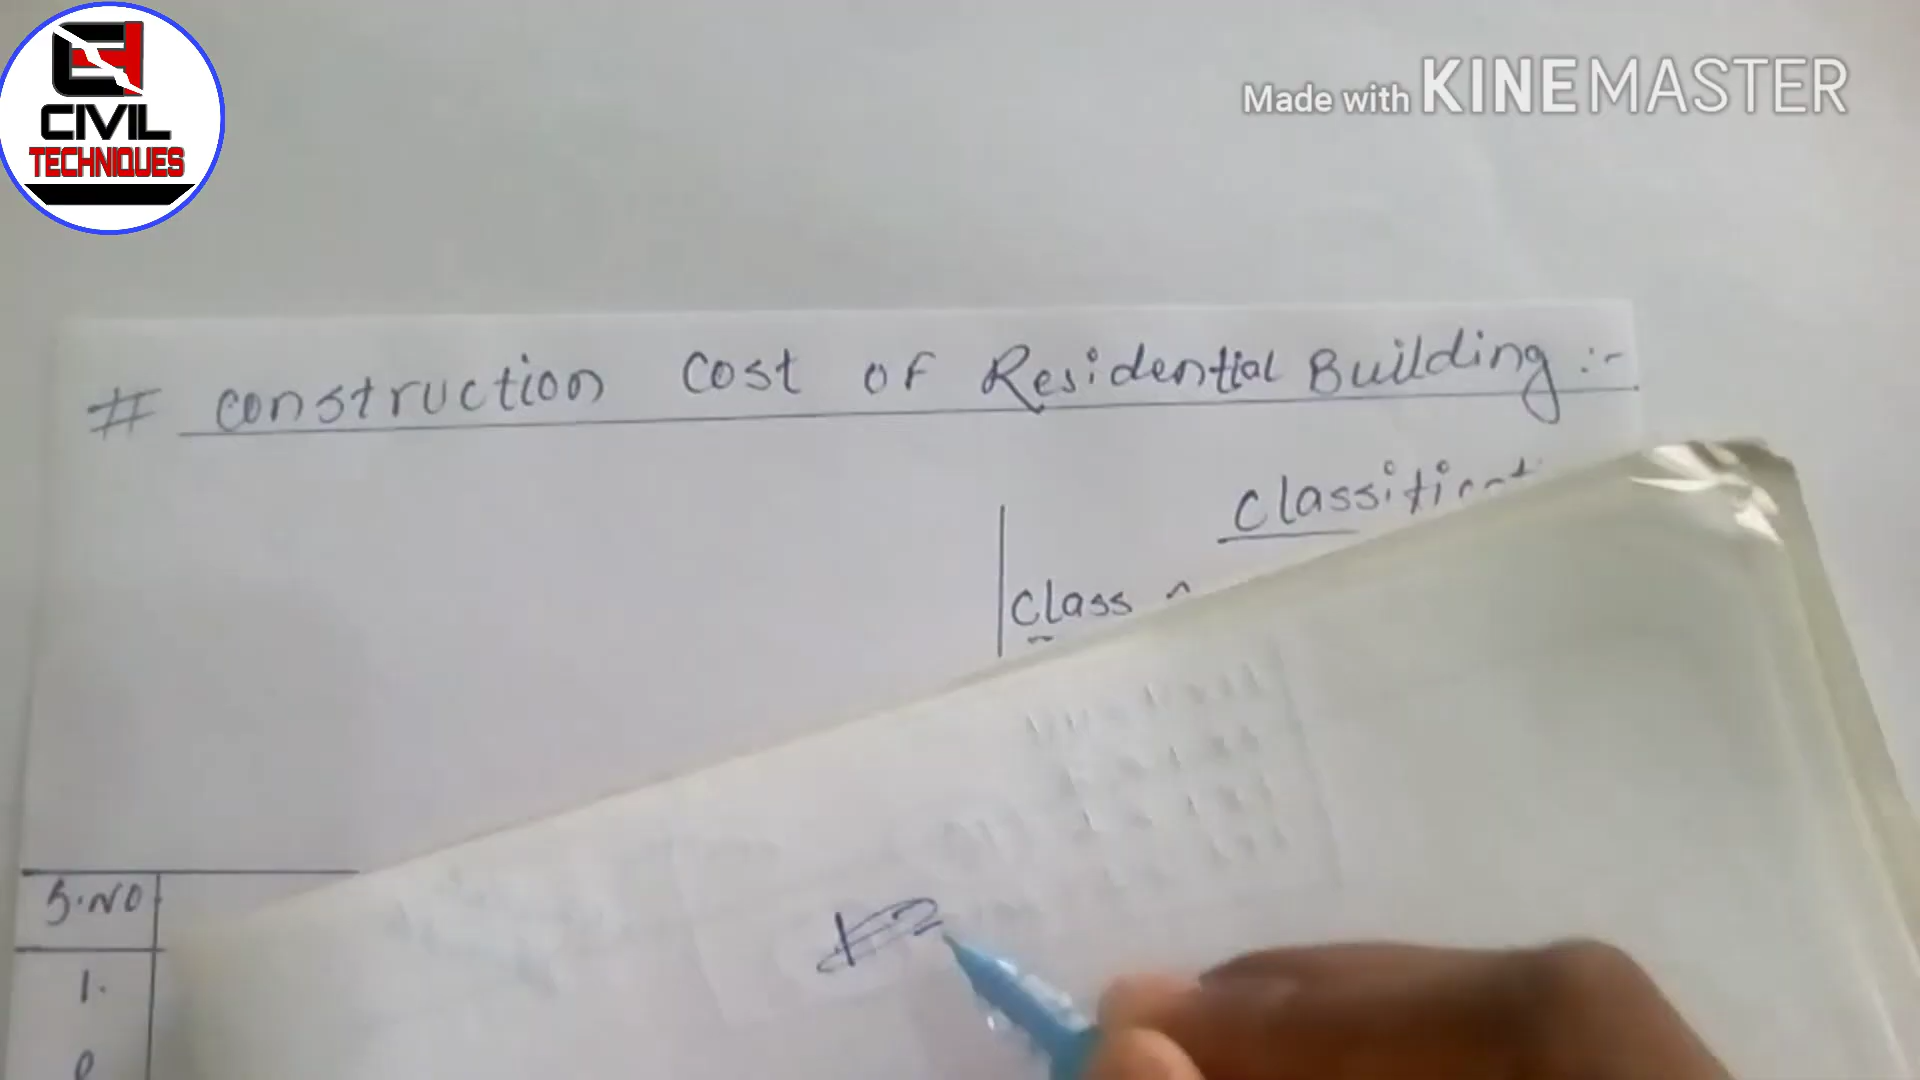 CIVIL
TECHNIQUES
Made with KINEMASTER
# Construction Cost of Residential Building :-
Class
S.NO
1.